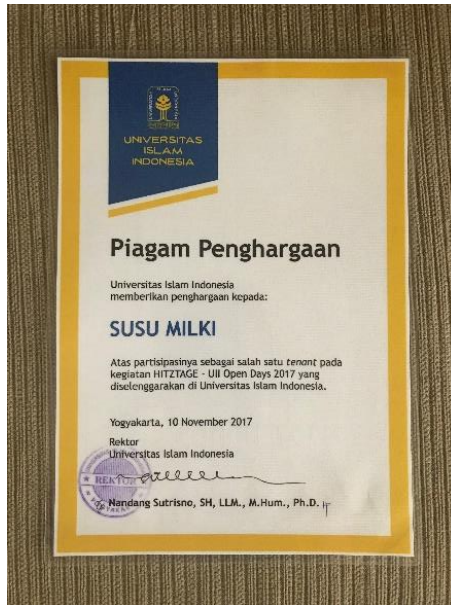 UNIVERSITAS
ISLAM
INDONESIA
Piagam Penghargaan
Universitas Islam Indonesia
memberikan penghargaan kepada:
SUSU MILKI
Atas partisipasinya sebagai salah satu tenant pada
kegiatan HITZTAGE - UII Open Days 2017 yang
diselenggarakan di Universitas Islam Indonesia.
Yogyakarta, 10 November 2017
Rektor
Universitas Islam Indonesia
REKTOR
Nandang Sutrisno, SH, LLM., M.Hum., Ph.D.